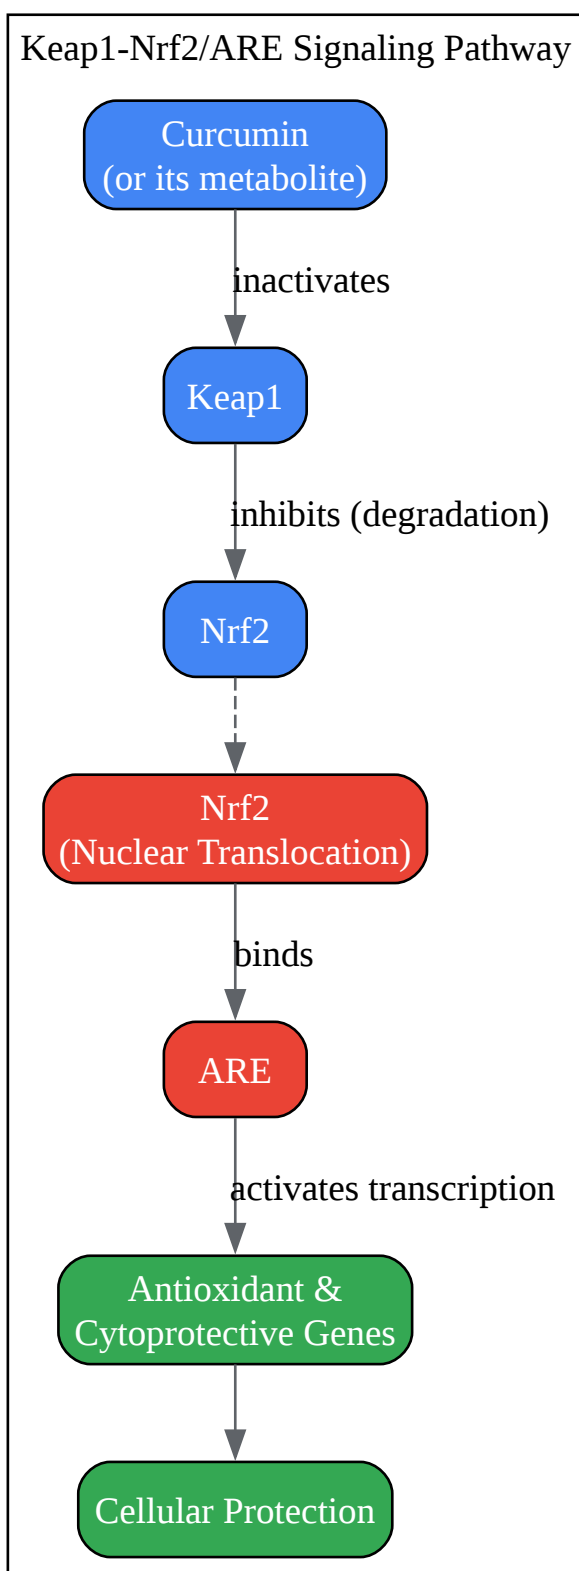 Keap1-Nrf2/ARE Signaling Pathway
Curcumin
(or its metabolite)
inactivates
Keap1
inhibits (degradation)
Nrf2
Nrf2
(Nuclear Translocation)
binds
ARE
activates transcription
Antioxidant &
Cytoprotective Genes
Cellular Protection